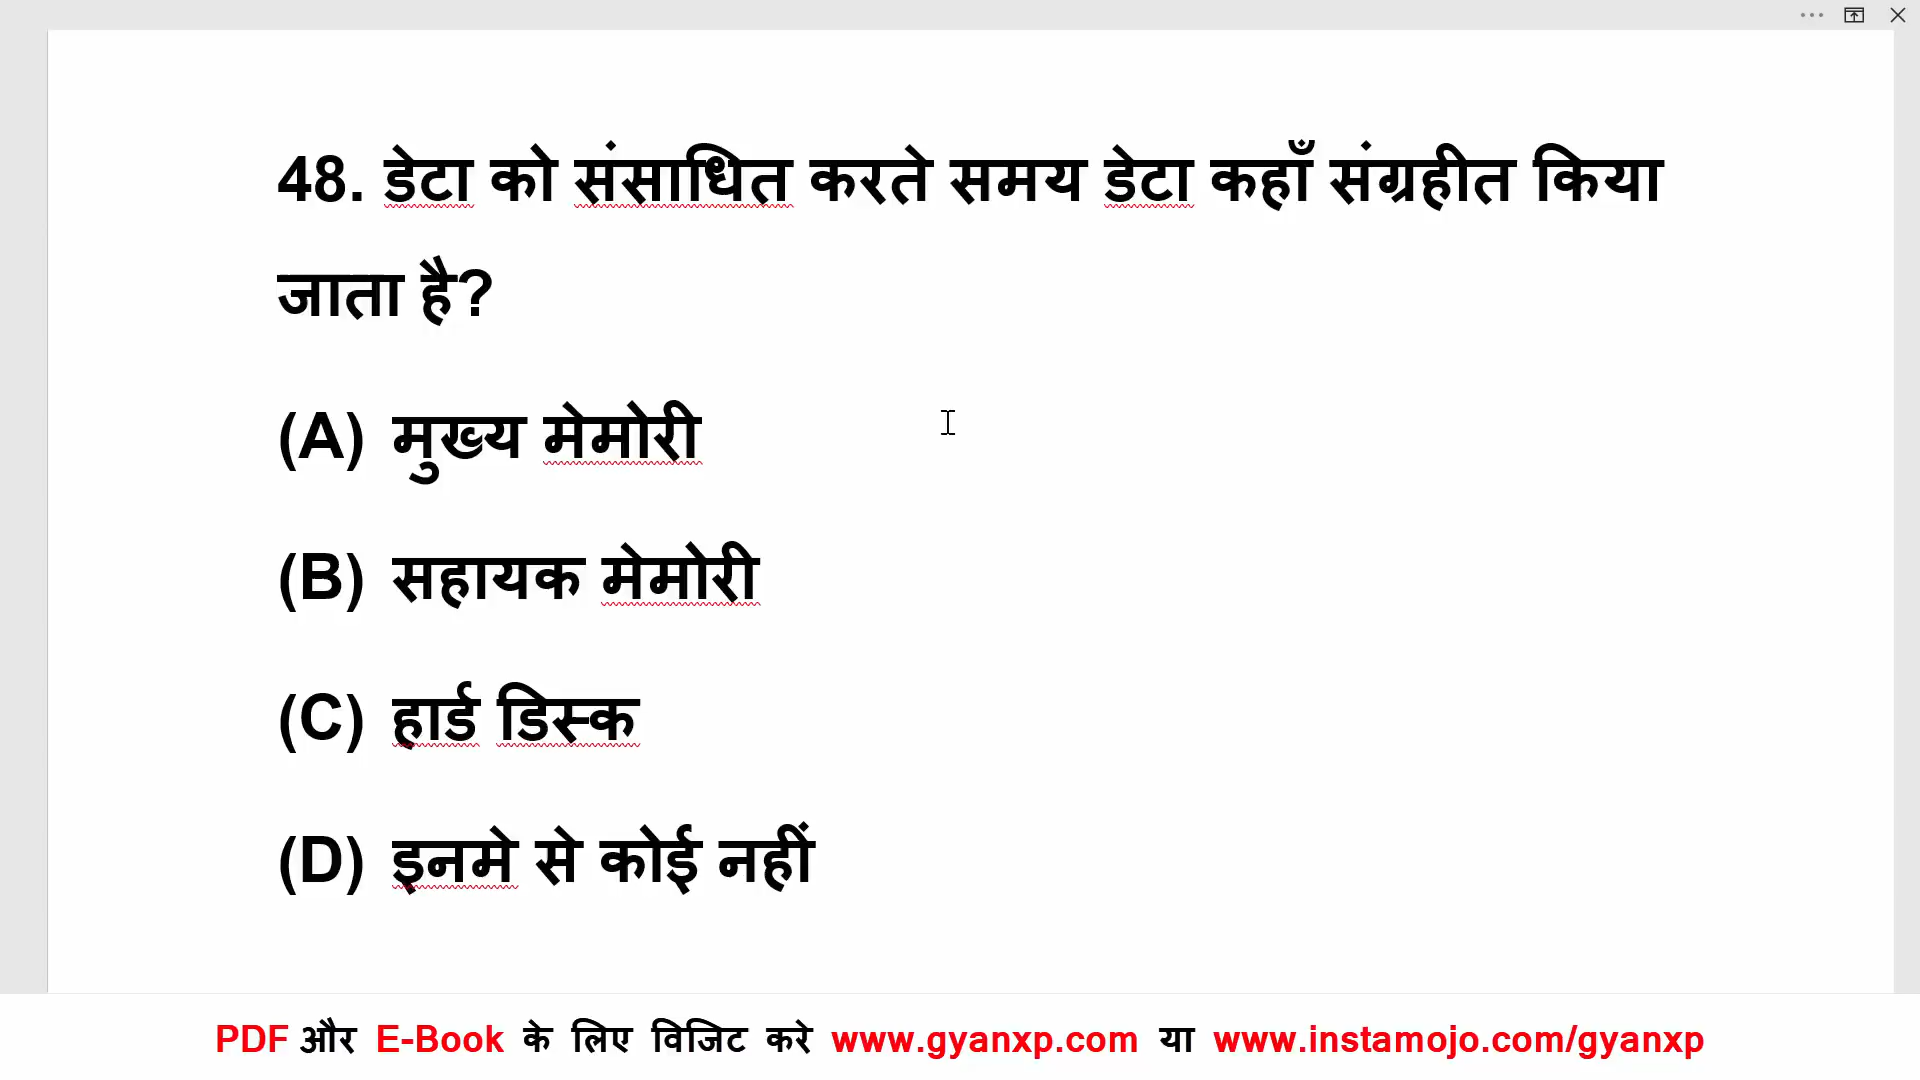 48. डेटा को संसाधित करते समय डेटा कहाँ संग्रहीत किया
जाता है?
(A) मुख्य मेमोरी
(B) सहायक मेमोरी
(C) हार्ड डिस्क
(D) इनमे से कोई नहीं
PDF और E-Book के लिए विजिट करे www.gyanxp.com या www.instamojo.com/gyanxp